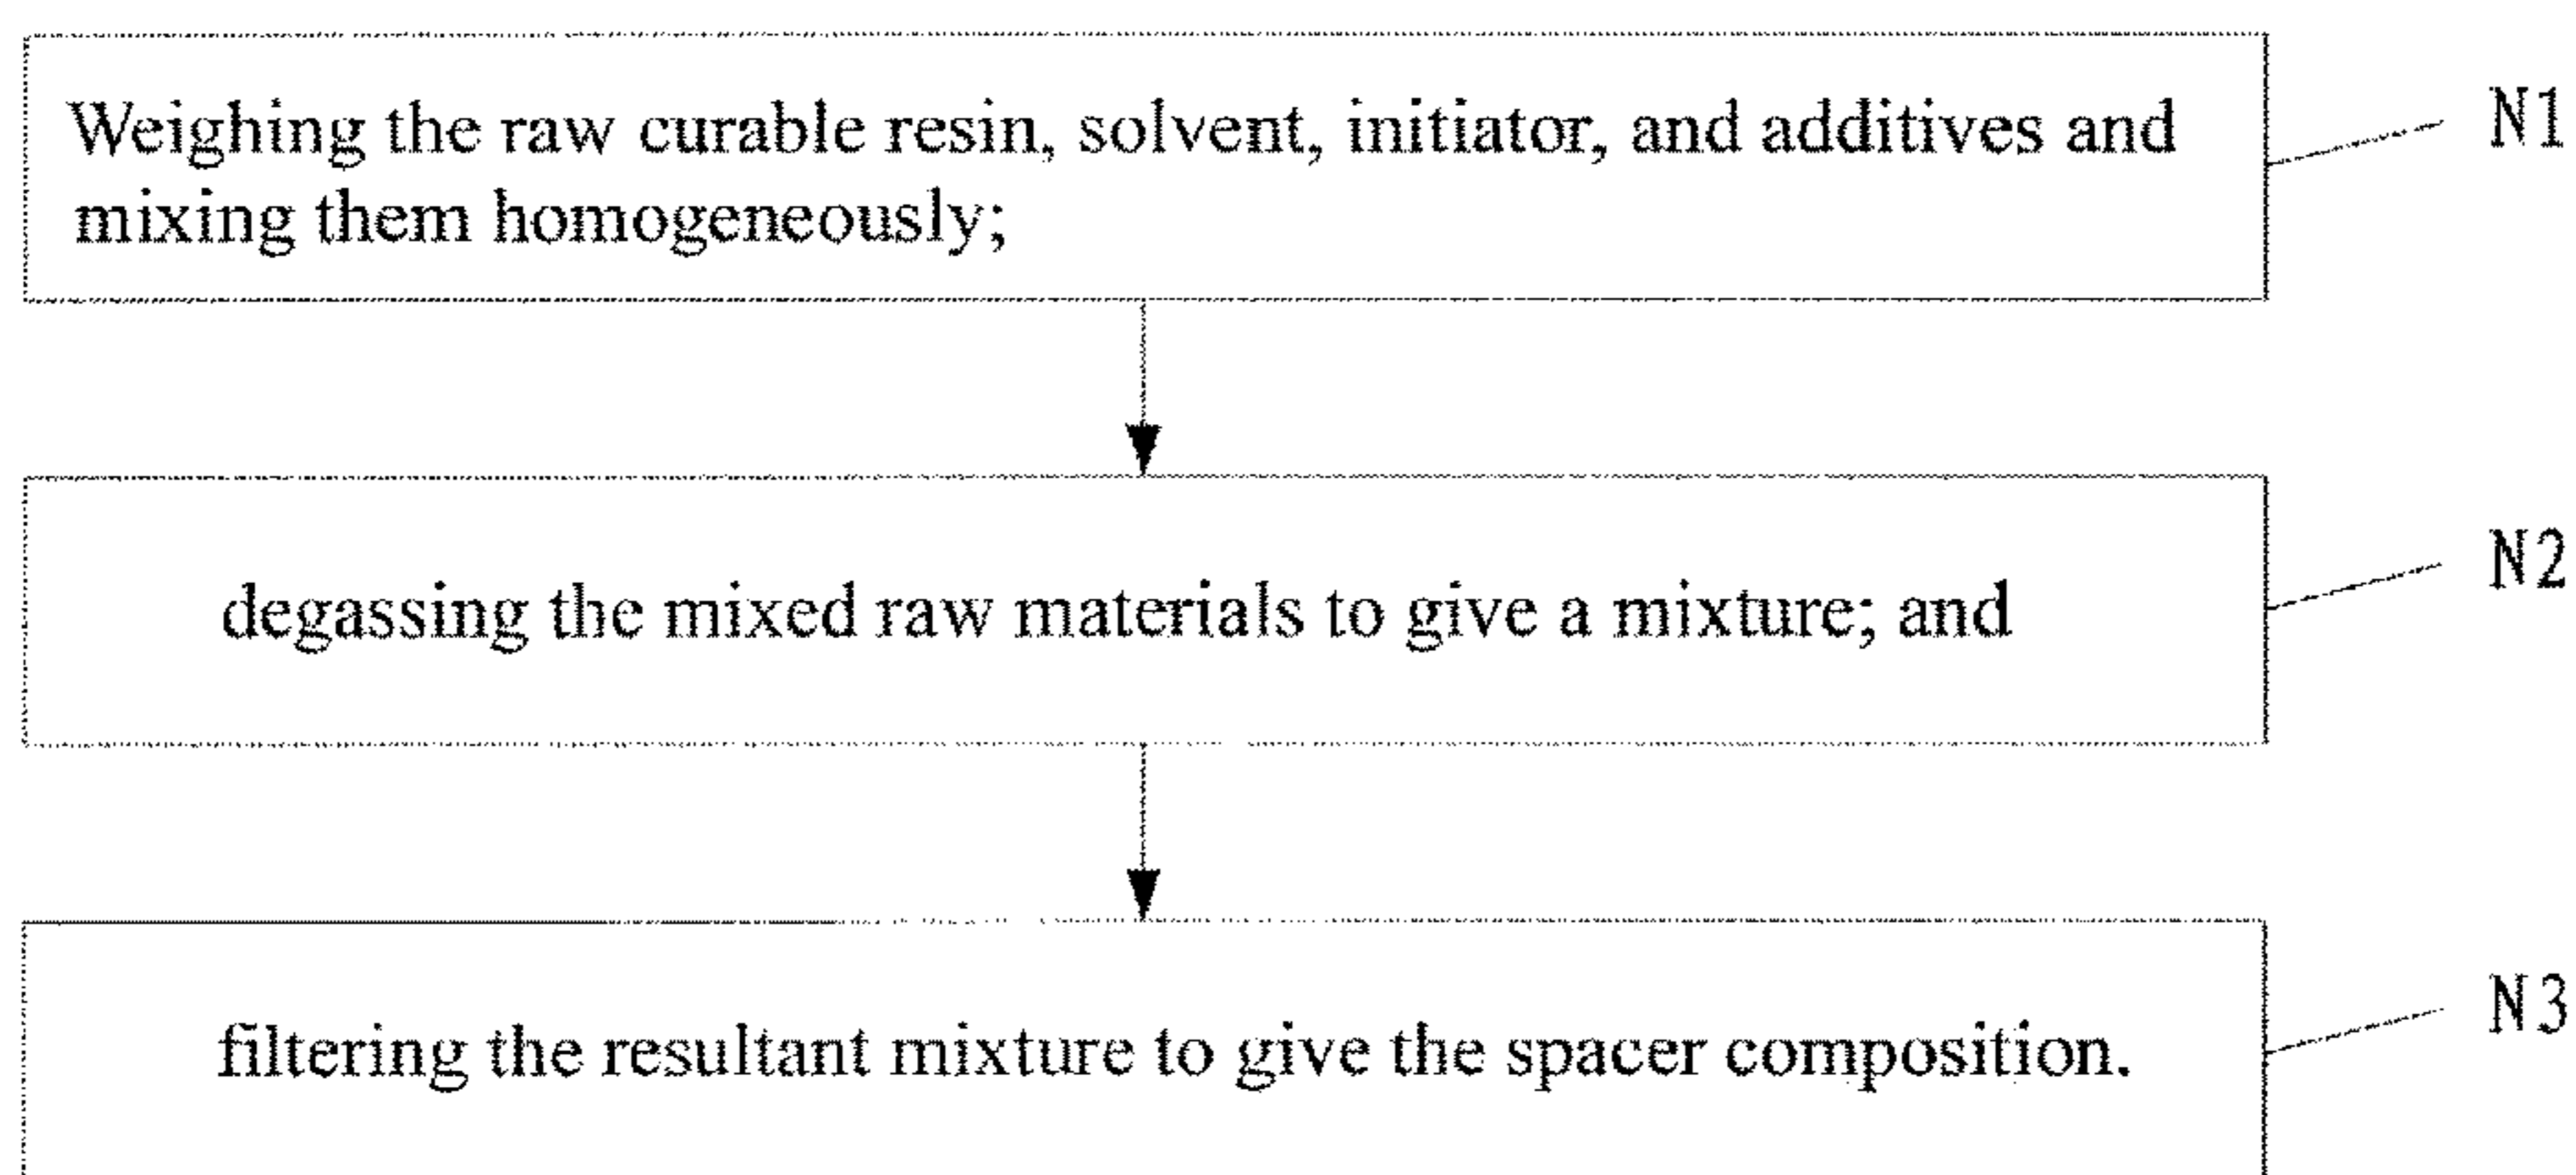 Weighing the raw curable resin, solvent, initiator, and additives and
mixing them homogeneously;
N1
degassing the mixed raw materials to give a mixture; and
N2
filtering the resultant mixture to give the spacer composition.
N3